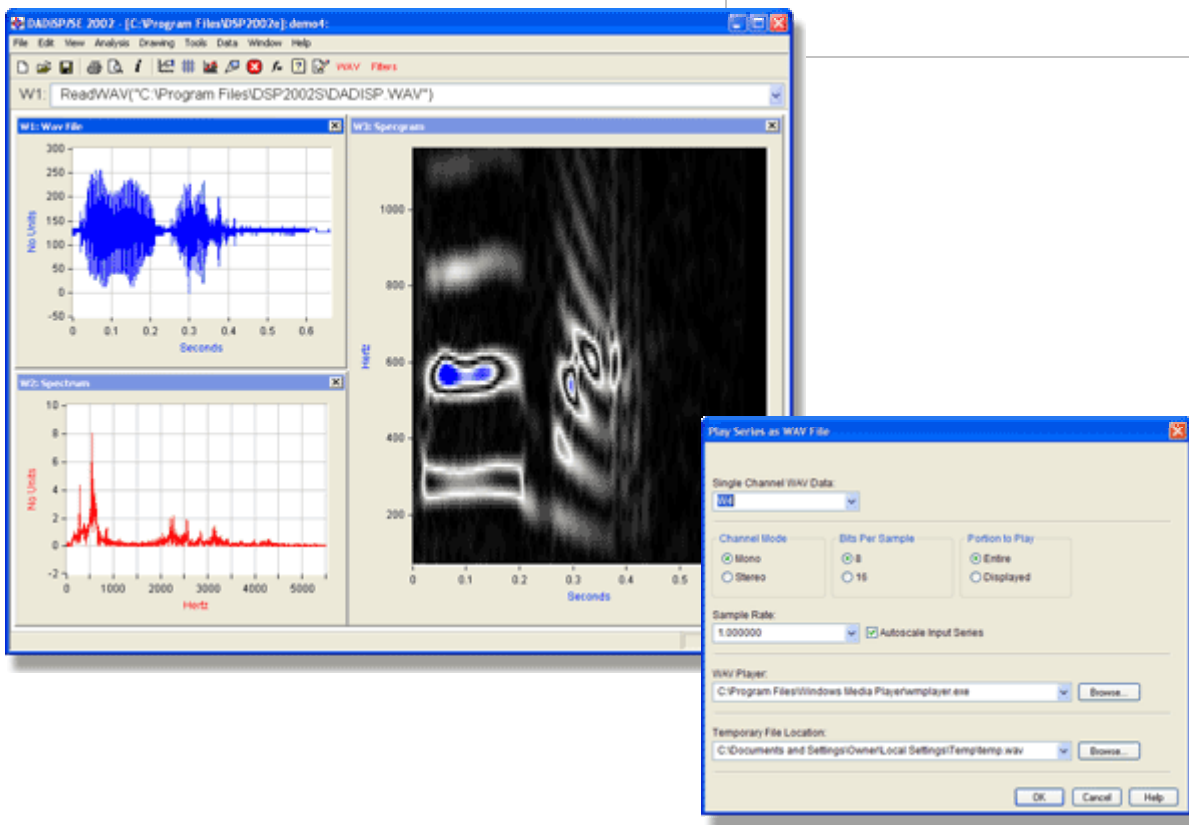 DADiSP/SE 2002 - [C:\Program Files\DSP2002e]: demo4:
File Edit View Analysis Drawing Tools Data Window Help
WAV Filters
W1: ReadWAV("C:\Program Files\DSP2002S\DADISP.WAV")
W1: Wav File
300
250
200
150
100
50
0
-50
No Units
0 0.1 0.2 0.3 0.4 0.5 0.6
Seconds
W2: Spectrum
10
8
6
4
2
0
-2
No Units
0 1000 2000 3000 4000 5000
Hertz
W3: Specgram
1000
800
600
400
200
Hertz
0 0.1 0.2 0.3 0.4 0.5
Seconds
Play Series as WAV File
Single Channel WAV Data:
W4
Channel Mode
Mono
Stereo
Bits Per Sample
8
16
Portion to Play
Entire
Displayed
Sample Rate:
1.000000
Autoscale Input Series
WAV Player:
C:\Program Files\Windows Media Player\wmplayer.exe
Browse...
Temporary File Location:
C:\Documents and Settings\Owner\Local Settings\Temp\temp.wav
Browse...
OK Cancel Help